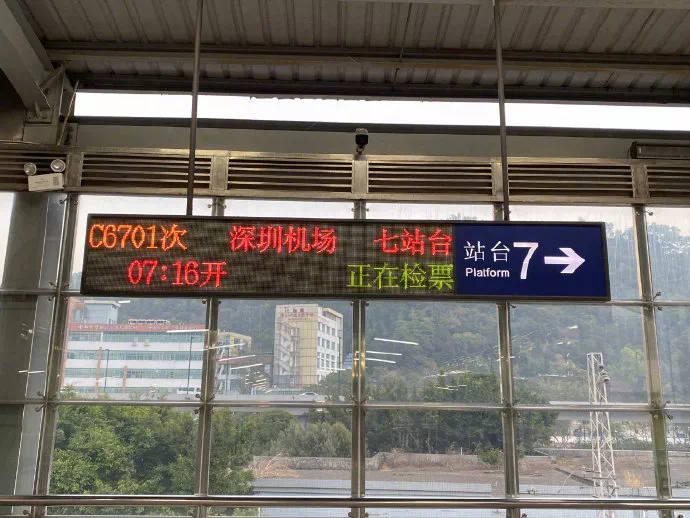 C6701次 深圳机场 七站台
07:16开 正在检票
站台 7
Platform